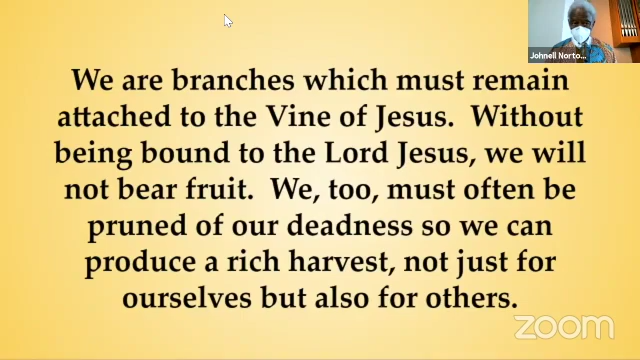 Johnell Norto...
We are branches which must remain
attached to the Vine of Jesus. Without
being bound to the Lord Jesus, we will
not bear fruit. We, too, must often be
pruned of our deadness so we can
produce a rich harvest, not just for
ourselves but also for others.
zoom